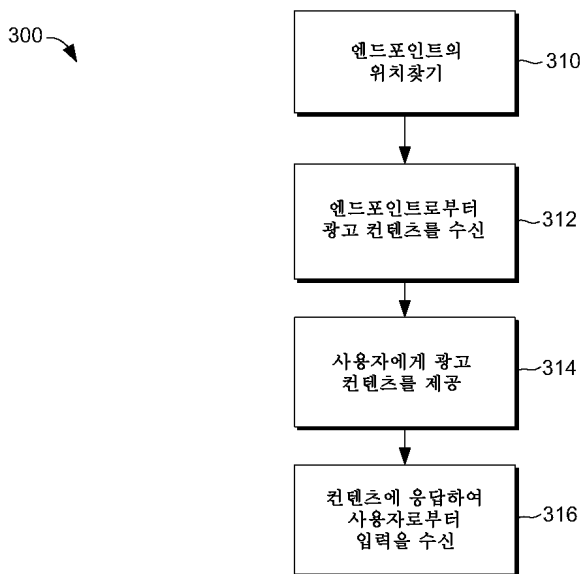 300
엔드포인트의
위치찾기
310
엔드포인트로부터
광고 컨텐츠를 수신
312
사용자에게 광고
컨텐츠를 제공
314
컨텐츠에 응답하여
사용자로부터
입력을 수신
316